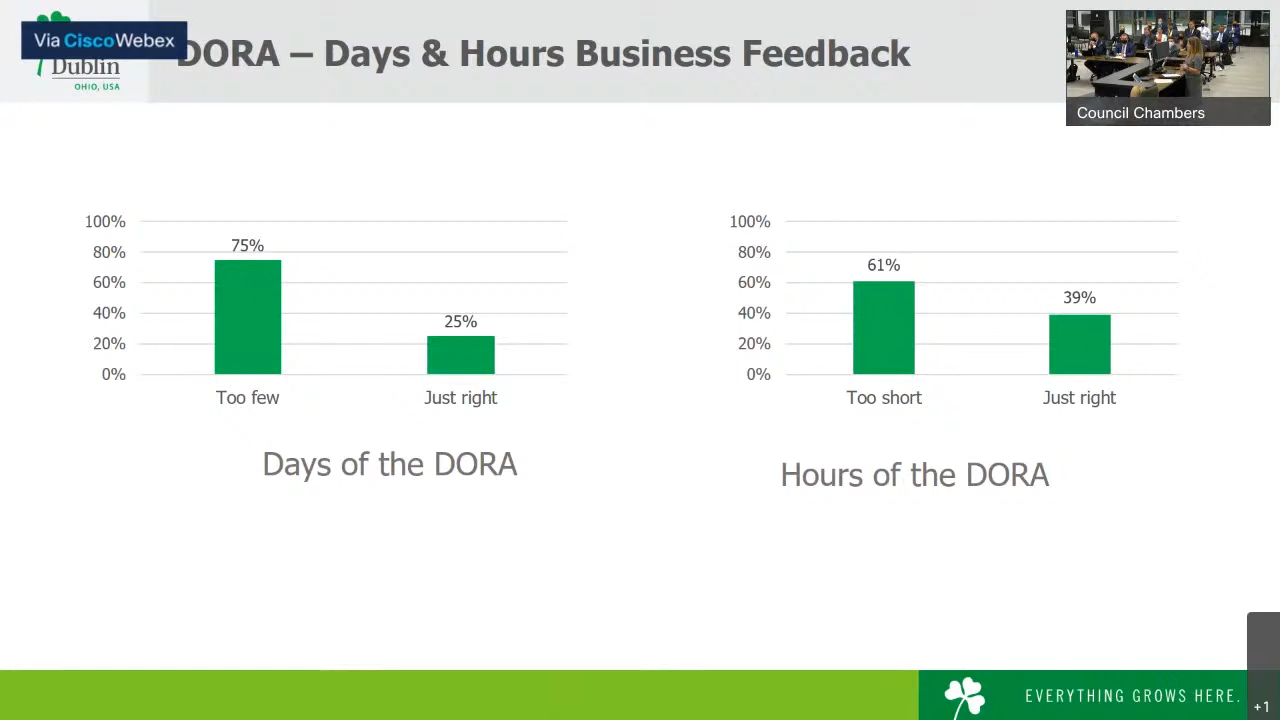 Via CiscoWebex
Dublin
OHIO, USA
DORA – Days & Hours Business Feedback
Council Chambers
100%
80%
60%
40%
20%
0%
75%
25%
Too few
Just right
Days of the DORA
100%
80%
60%
40%
20%
0%
61%
39%
Too short
Just right
Hours of the DORA
EVERYTHING GROWS HERE.
+1